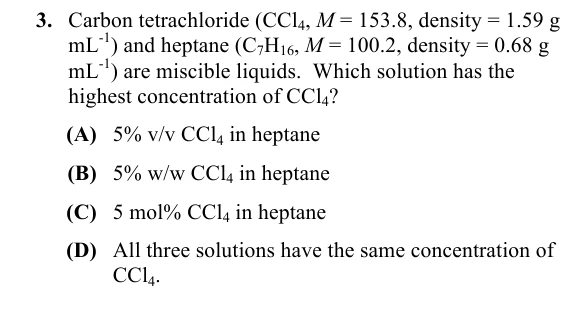 3. Carbon tetrachloride (CCl₄, M = 153.8, density = 1.59 g
mL⁻¹) and heptane (C₇H₁₆, M = 100.2, density = 0.68 g
mL⁻¹) are miscible liquids. Which solution has the
highest concentration of CCl₄?
(A) 5% v/v CCl₄ in heptane
(B) 5% w/w CCl₄ in heptane
(C) 5 mol% CCl₄ in heptane
(D) All three solutions have the same concentration of
CCl₄.